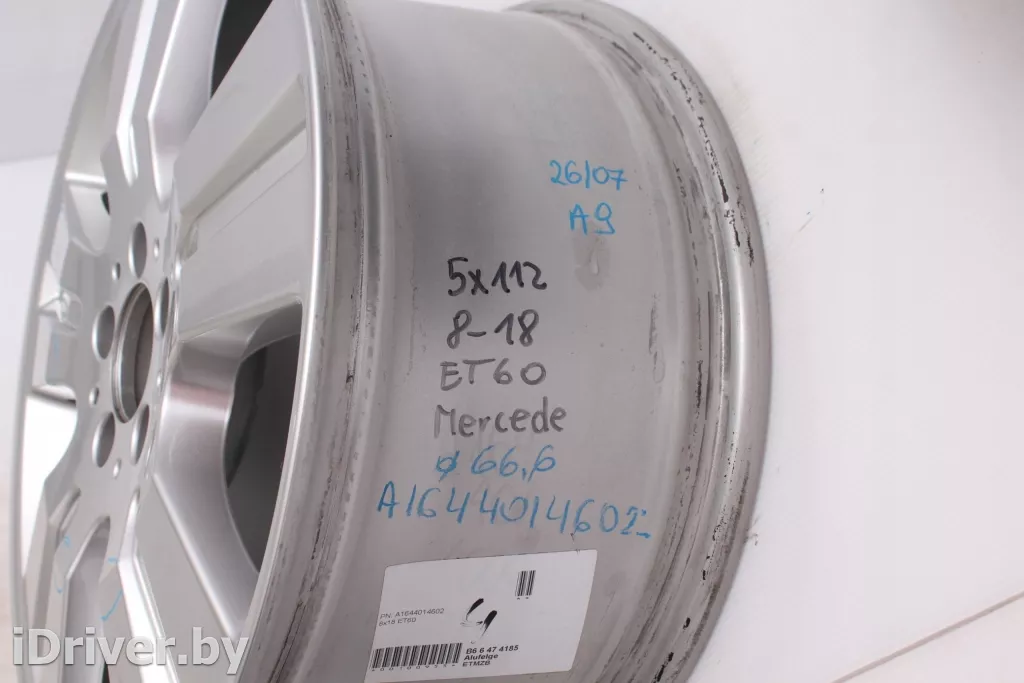 26/07
A9
5x112
8-18
ET60
Mercede
ø 66,6
A1644014602
PN. A1644014602
8x18 ET60
B6 6 47 4185
Alufelge
ETMZB
iDriver.by